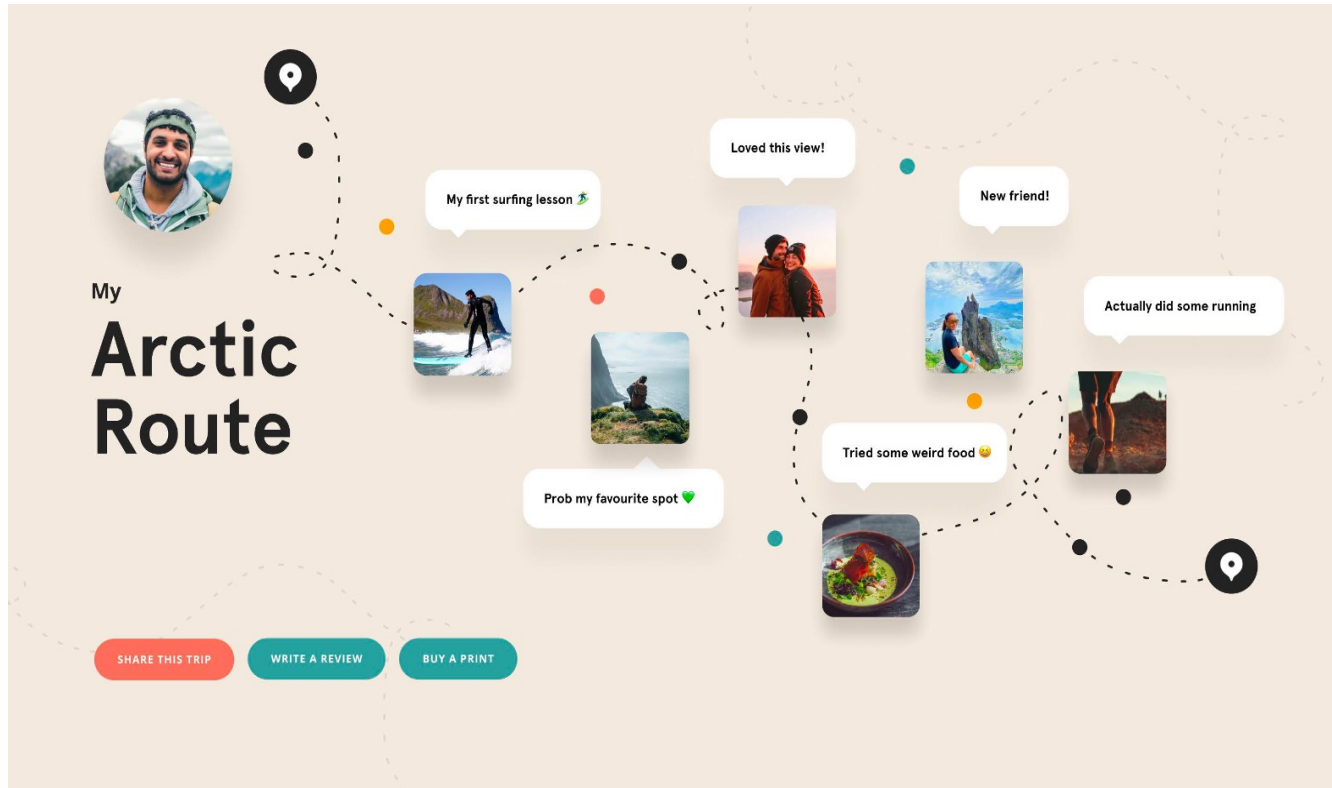 My
Arctic
Route
My first surfing lesson 🏄
Loved this view!
New friend!
Actually did some running
Tried some weird food 😄
Prob my favourite spot 💚
SHARE THIS TRIP
WRITE A REVIEW
BUY A PRINT